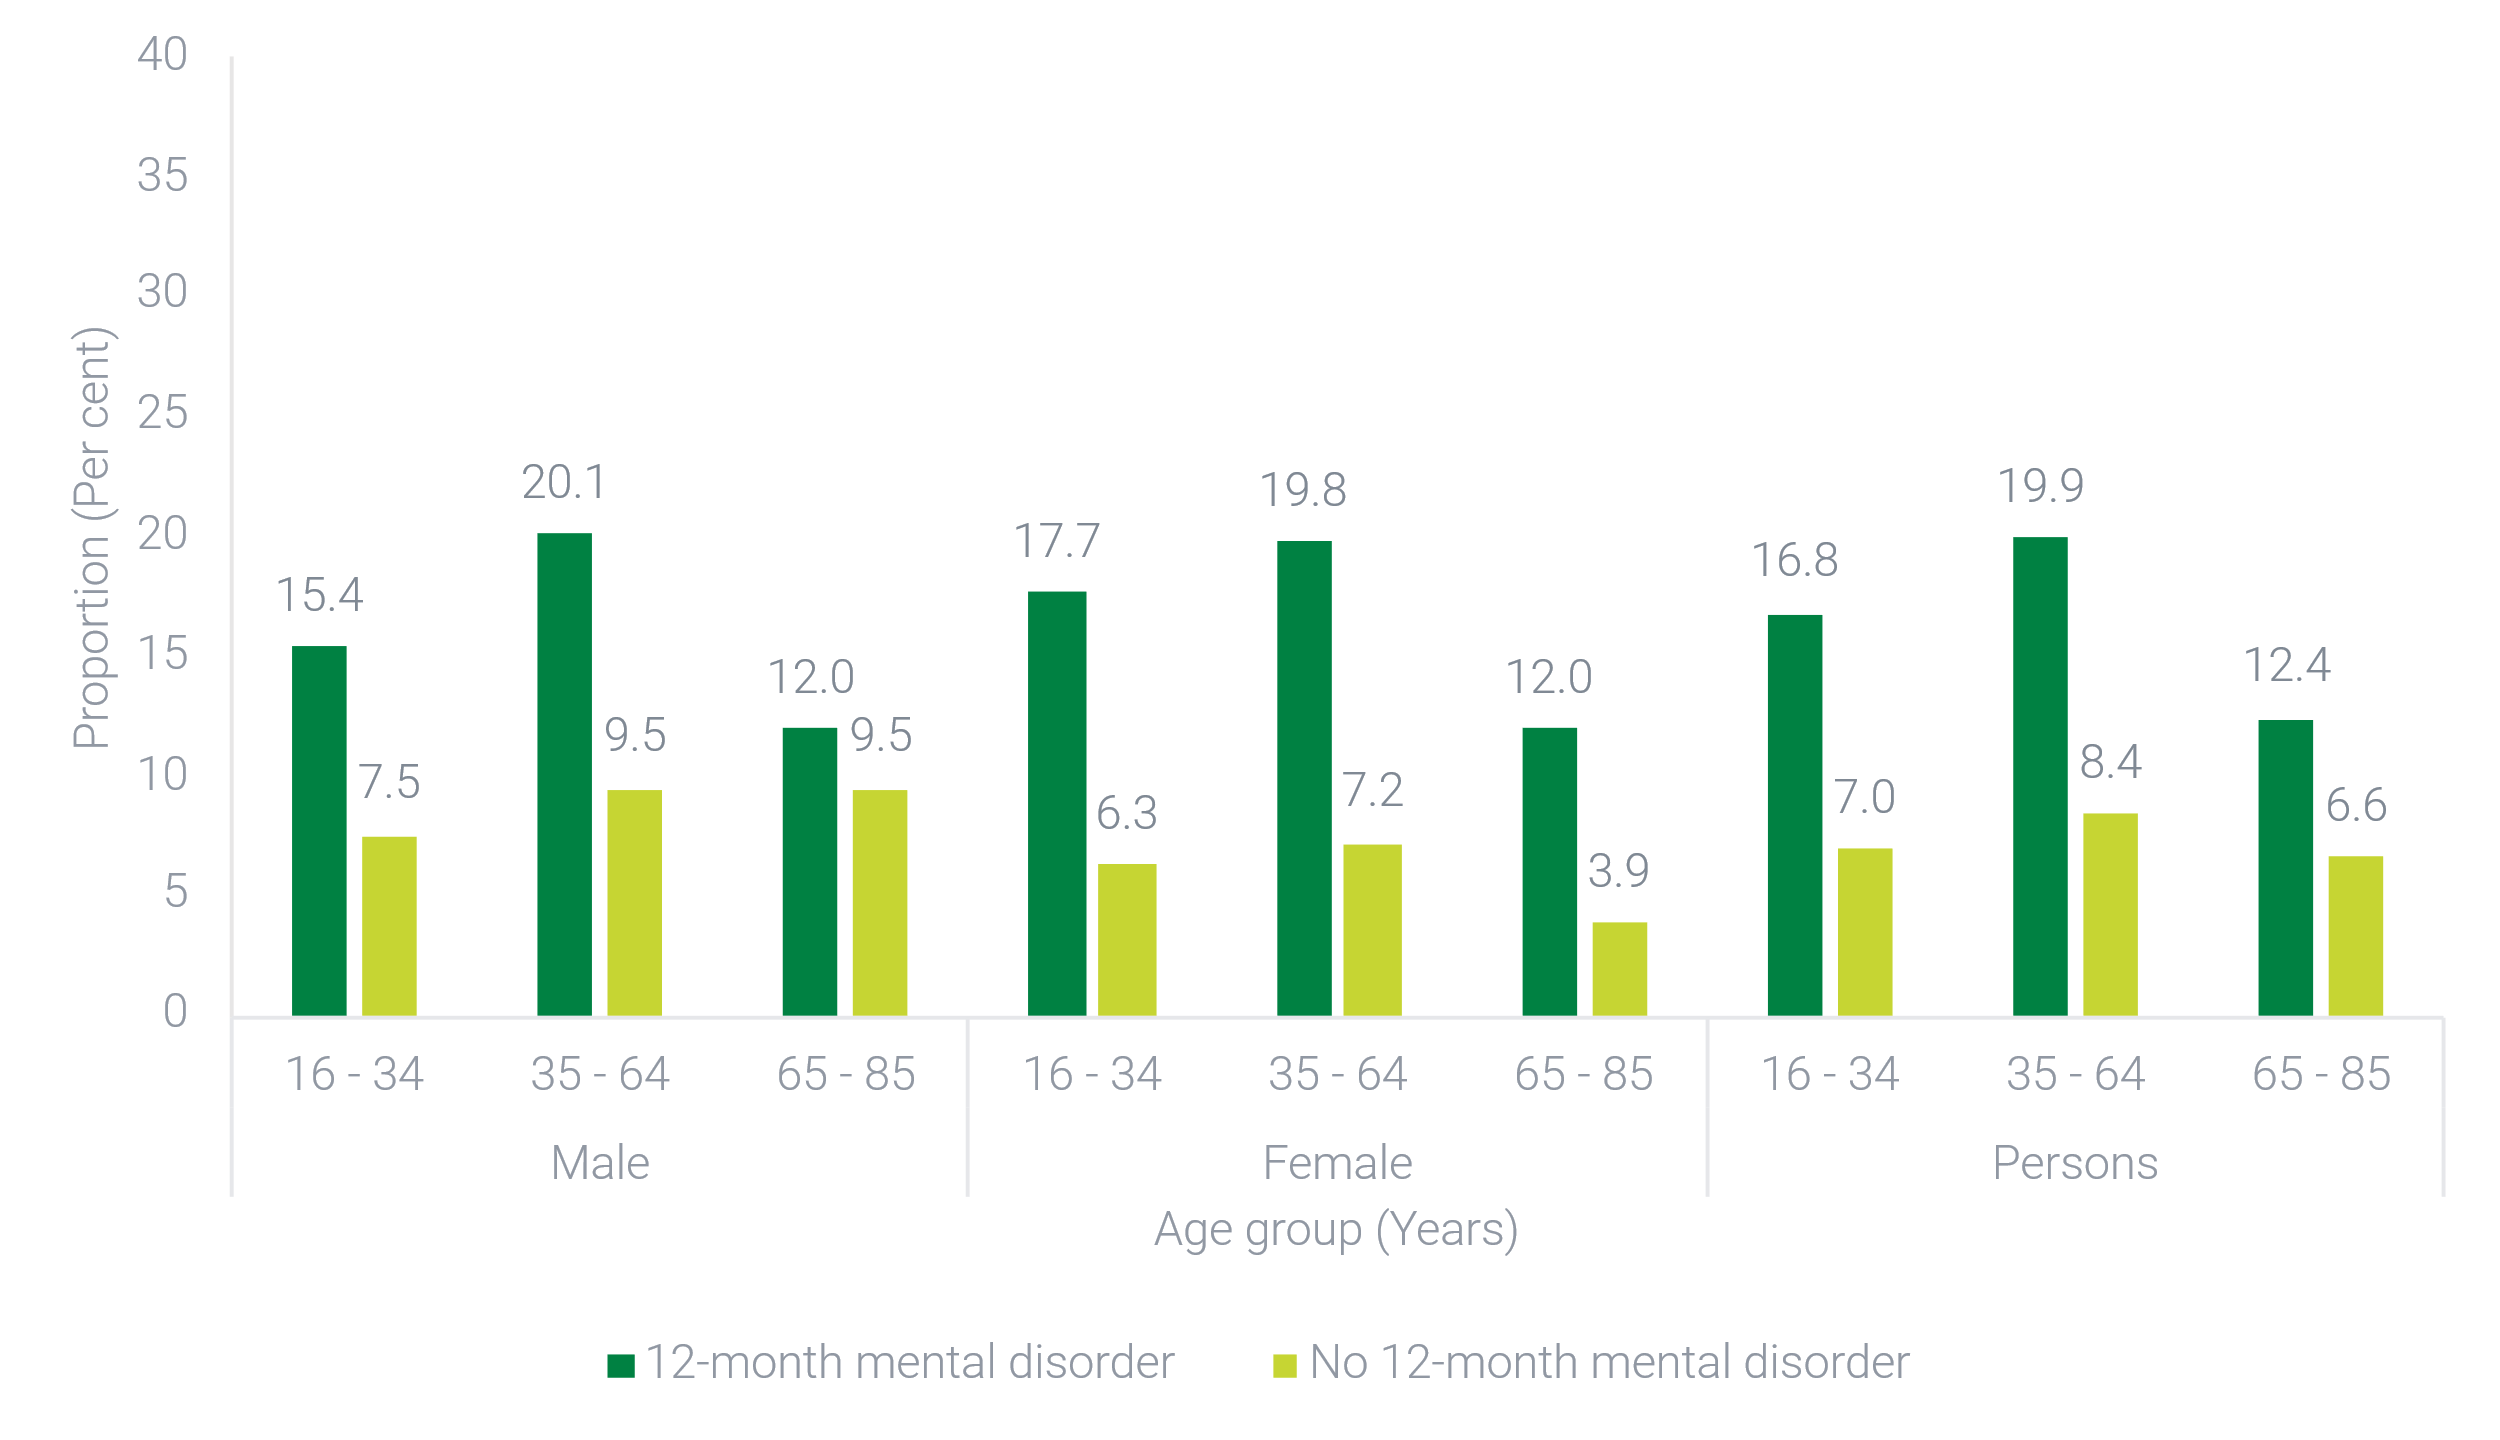 40
35
30
25
20
15
10
5
0
Proportion (Per cent)
15.4
7.5
20.1
9.5
12.0
9.5
17.7
6.3
19.8
7.2
12.0
3.9
16.8
7.0
19.9
8.4
12.4
6.6
16 - 34
35 - 64
65 - 85
16 - 34
35 - 64
65 - 85
16 - 34
35 - 64
65 - 85
Male
Female
Persons
Age group (Years)
12-month mental disorder
No 12-month mental disorder